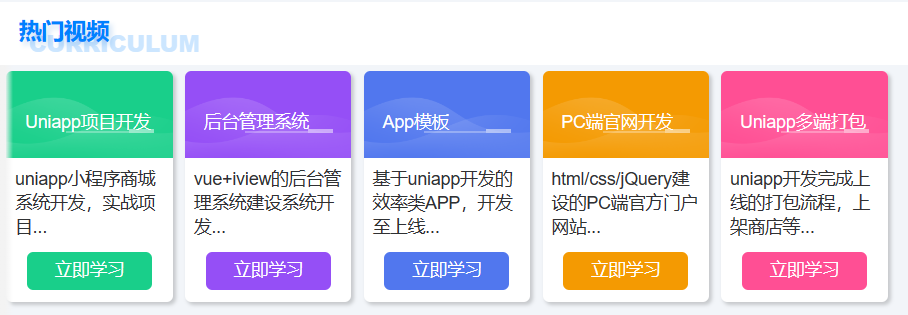 热门视频
CURRICULUM
Uniapp项目开发
uniapp小程序商城
系统开发，实战项
目...
立即学习
后台管理系统
vue+iview的后台管
理系统建设系统开
发...
立即学习
App模板
基于uniapp开发的
效率类APP，开发
至上线...
立即学习
PC端官网开发
html/css/jQuery建
设的PC端官方门户
网站...
立即学习
Uniapp多端打包
uniapp开发完成上
线的打包流程，上
架商店等...
立即学习